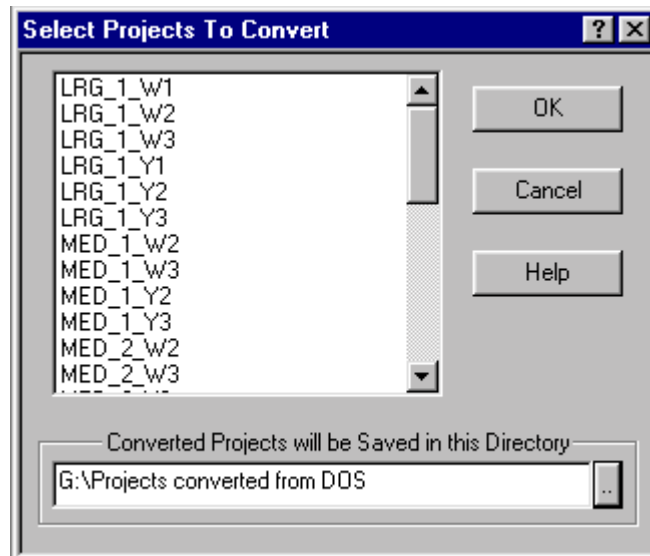 Select Projects To Convert
LRG_1_W1
LRG_1_W2
LRG_1_W3
LRG_1_Y1
LRG_1_Y2
LRG_1_Y3
MED_1_W2
MED_1_W3
MED_1_Y2
MED_1_Y3
MED_2_W2
MED_2_W3
OK
Cancel
Help
Converted Projects will be Saved in this Directory
G:\Projects converted from DOS
..